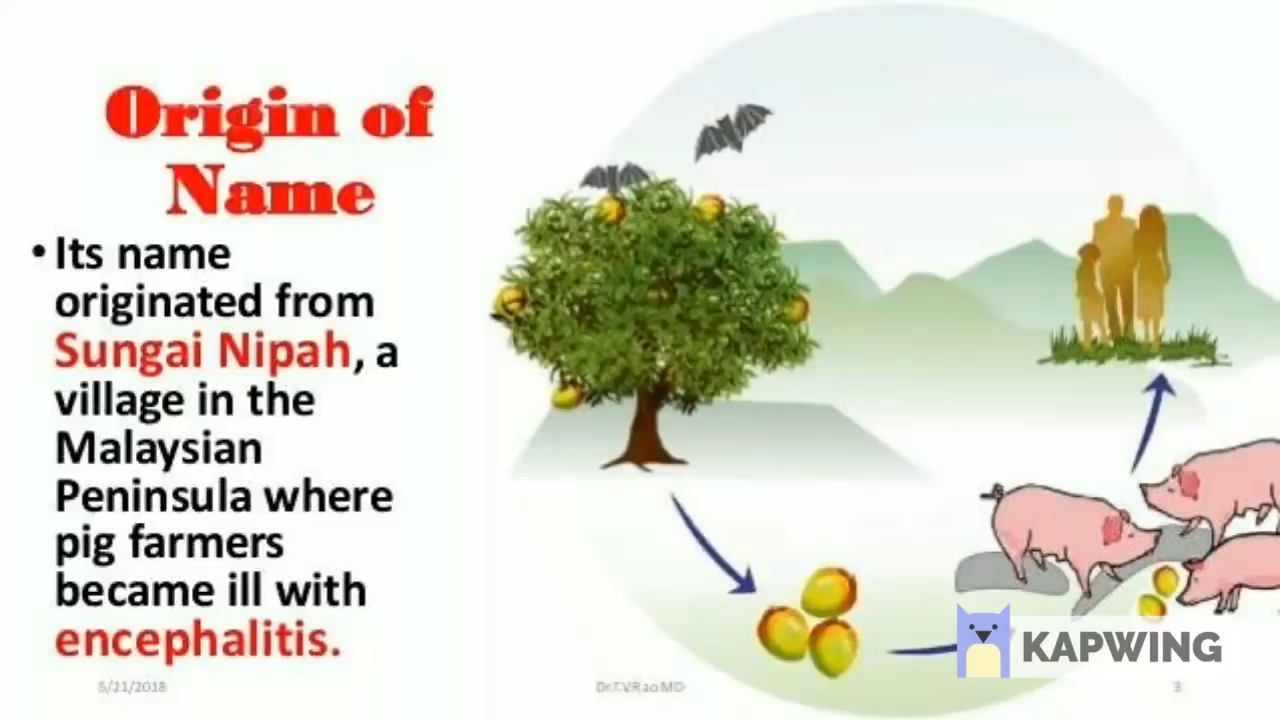 Origin of
Name
• Its name
originated from
Sungai Nipah, a
village in the
Malaysian
Peninsula where
pig farmers
became ill with
encephalitis.
KAPWING
5/21/2018
Dr.T.V.Rao MD
3